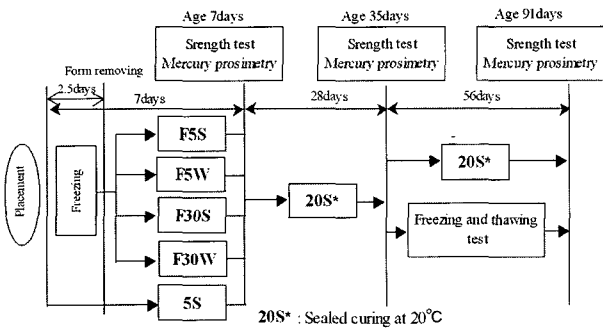 Age 7days
Age 35days
Age 91days
Srength test
Mercury prosimetry
Srength test
Mercury prosimetry
Srength test
Mercury prosimetry
Form removing
2.5days
7days
28days
56days
Placement
Freezing
F5S
F5W
F30S
F30W
5S
20S*
20S*
Freezing and thawing
test
20S* : Sealed curing at 20°C